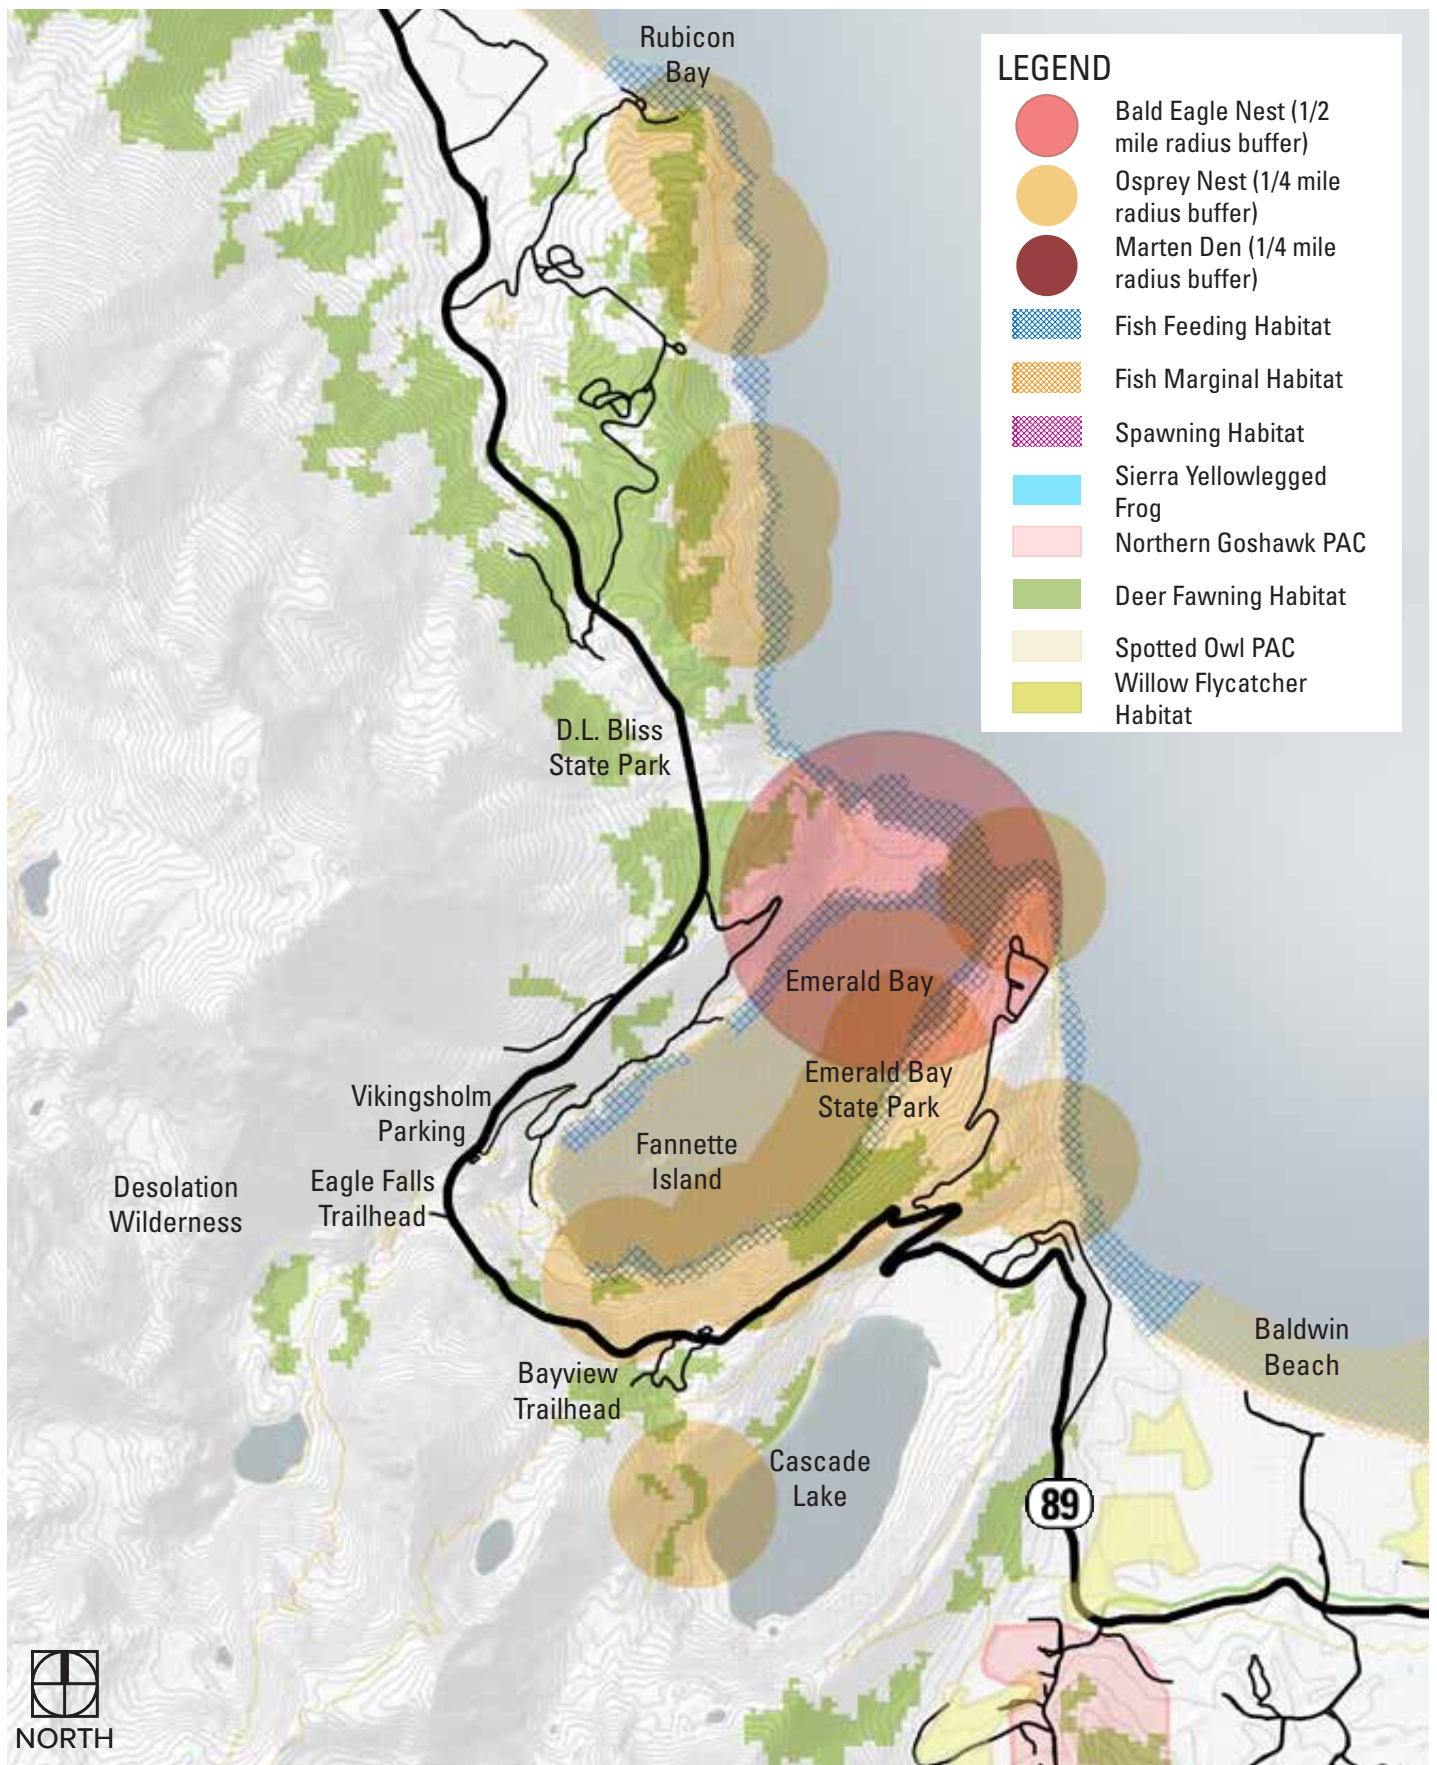 Rubicon
Bay
LEGEND
Bald Eagle Nest (1/2
mile radius buffer)
Osprey Nest (1/4 mile
radius buffer)
Marten Den (1/4 mile
radius buffer)
Fish Feeding Habitat
Fish Marginal Habitat
Spawning Habitat
Sierra Yellowlegged
Frog
Northern Goshawk PAC
Deer Fawning Habitat
Spotted Owl PAC
Willow Flycatcher
Habitat
D.L. Bliss
State Park
Emerald Bay
Emerald Bay
State Park
Vikingsholm
Parking
Fannette
Island
Eagle Falls
Trailhead
Desolation
Wilderness
Baldwin
Beach
Bayview
Trailhead
Cascade
Lake
89
NORTH